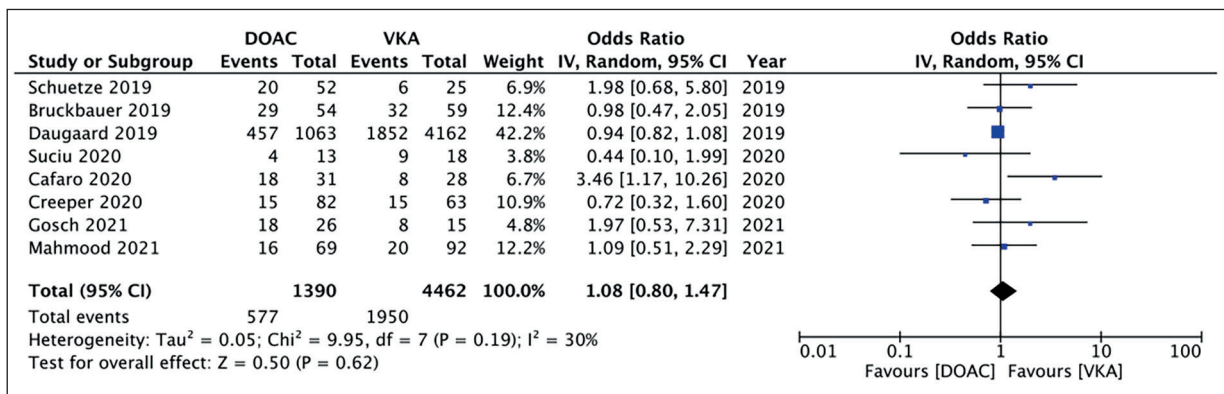 DOAC VKA Odds Ratio Odds Ratio
Study or Subgroup Events Total Events Total Weight IV, Random, 95% CI Year IV, Random, 95% CI
Schuetze 2019 20 52 6 25 6.9% 1.98 [0.68, 5.80] 2019
Bruckbauer 2019 29 54 32 59 12.4% 0.98 [0.47, 2.05] 2019
Daugaard 2019 457 1063 1852 4162 42.2% 0.94 [0.82, 1.08] 2019
Suciu 2020 4 13 9 18 3.8% 0.44 [0.10, 1.99] 2020
Cafaro 2020 18 31 8 28 6.7% 3.46 [1.17, 10.26] 2020
Creeper 2020 15 82 15 63 10.9% 0.72 [0.32, 1.60] 2020
Gosch 2021 18 26 8 15 4.9% 1.97 [0.53, 7.31] 2021
Mahmood 2021 16 69 20 92 12.2% 1.09 [0.51, 2.29] 2021
Total (95% CI) 1390 4462 100.0% 1.08 [0.80, 1.47]
Total events 577 1950
Heterogeneity: Tau² = 0.05; Chi² = 9.95, df = 7 (P = 0.19); I² = 30%
Test for overall effect: Z = 0.50 (P = 0.62)
0.01 0.1 1 10 100
Favours [DOAC] Favours [VKA]